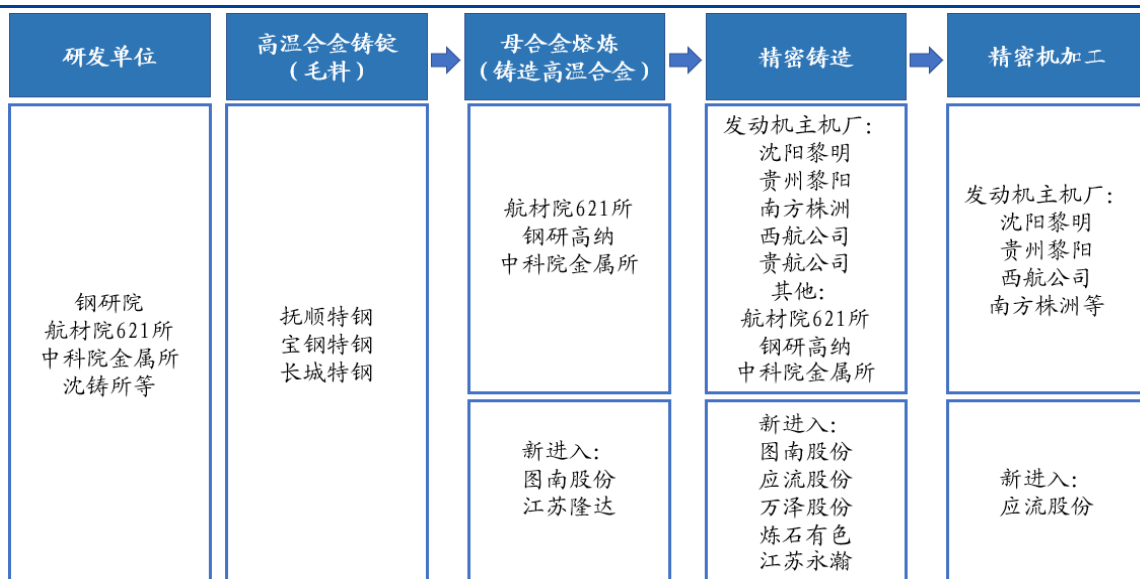 研发单位
钢研院
航材院621所
中科院金属所
沈铸所等
高温合金铸锭
（毛料）
抚顺特钢
宝钢特钢
长城特钢
母合金熔炼
（铸造高温合金）
航材院621所
钢研高纳
中科院金属所
新进入：
图南股份
江苏隆达
精密铸造
发动机主机厂：
沈阳黎明
贵州黎阳
南方株洲
西航公司
贵航公司
其他：
航材院621所
钢研高纳
中科院金属所
新进入：
图南股份
应流股份
万泽股份
炼石有色
江苏永瀚
精密机加工
发动机主机厂：
沈阳黎明
贵州黎阳
西航公司
南方株洲等
新进入：
应流股份